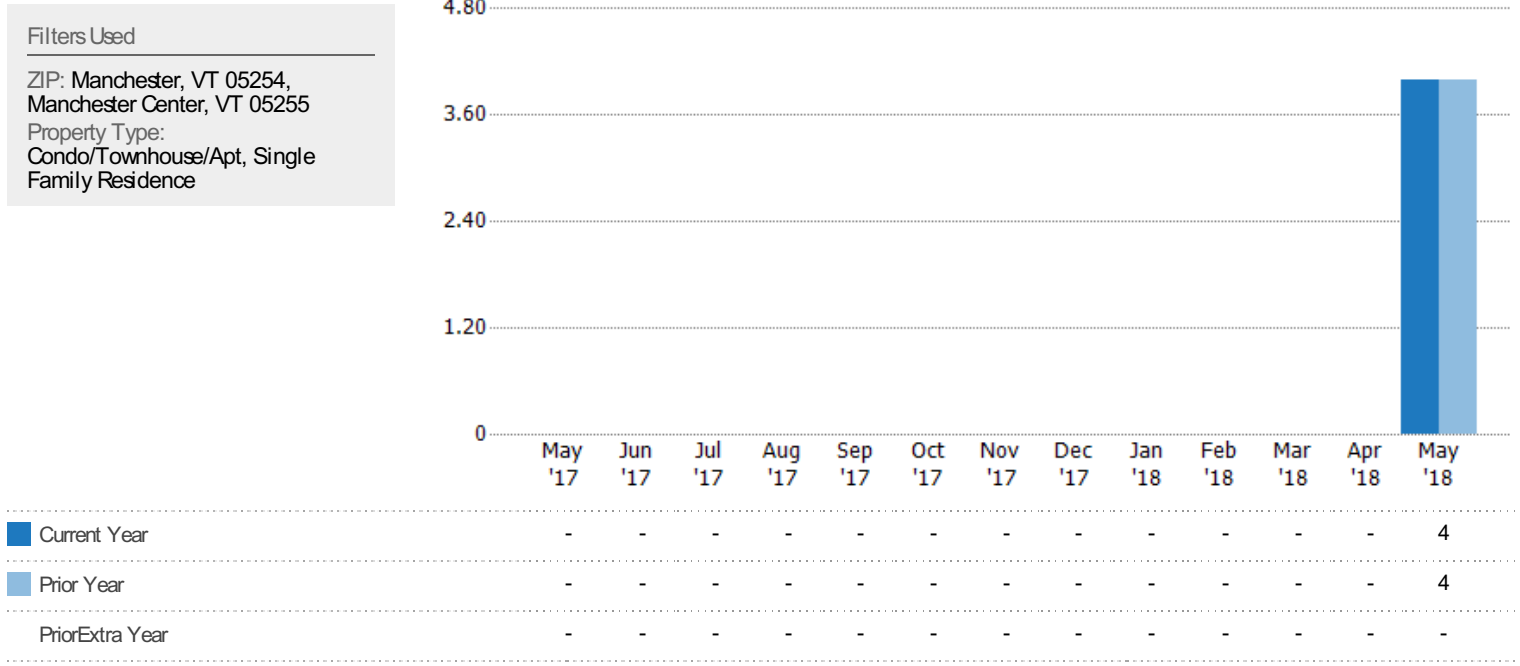 Filters Used
ZIP: Manchester, VT 05254,
Manchester Center, VT 05255
Property Type:
Condo/Townhouse/Apt, Single
Family Residence
4.80
3.60
2.40
1.20
0
May Jun Jul Aug Sep Oct Nov Dec Jan Feb Mar Apr May
'17 '17 '17 '17 '17 '17 '17 '17 '18 '18 '18 '18 '18
Current Year - - - - - - - - - - - - 4
Prior Year - - - - - - - - - - - - 4
PriorExtra Year - - - - - - - - - - - - -